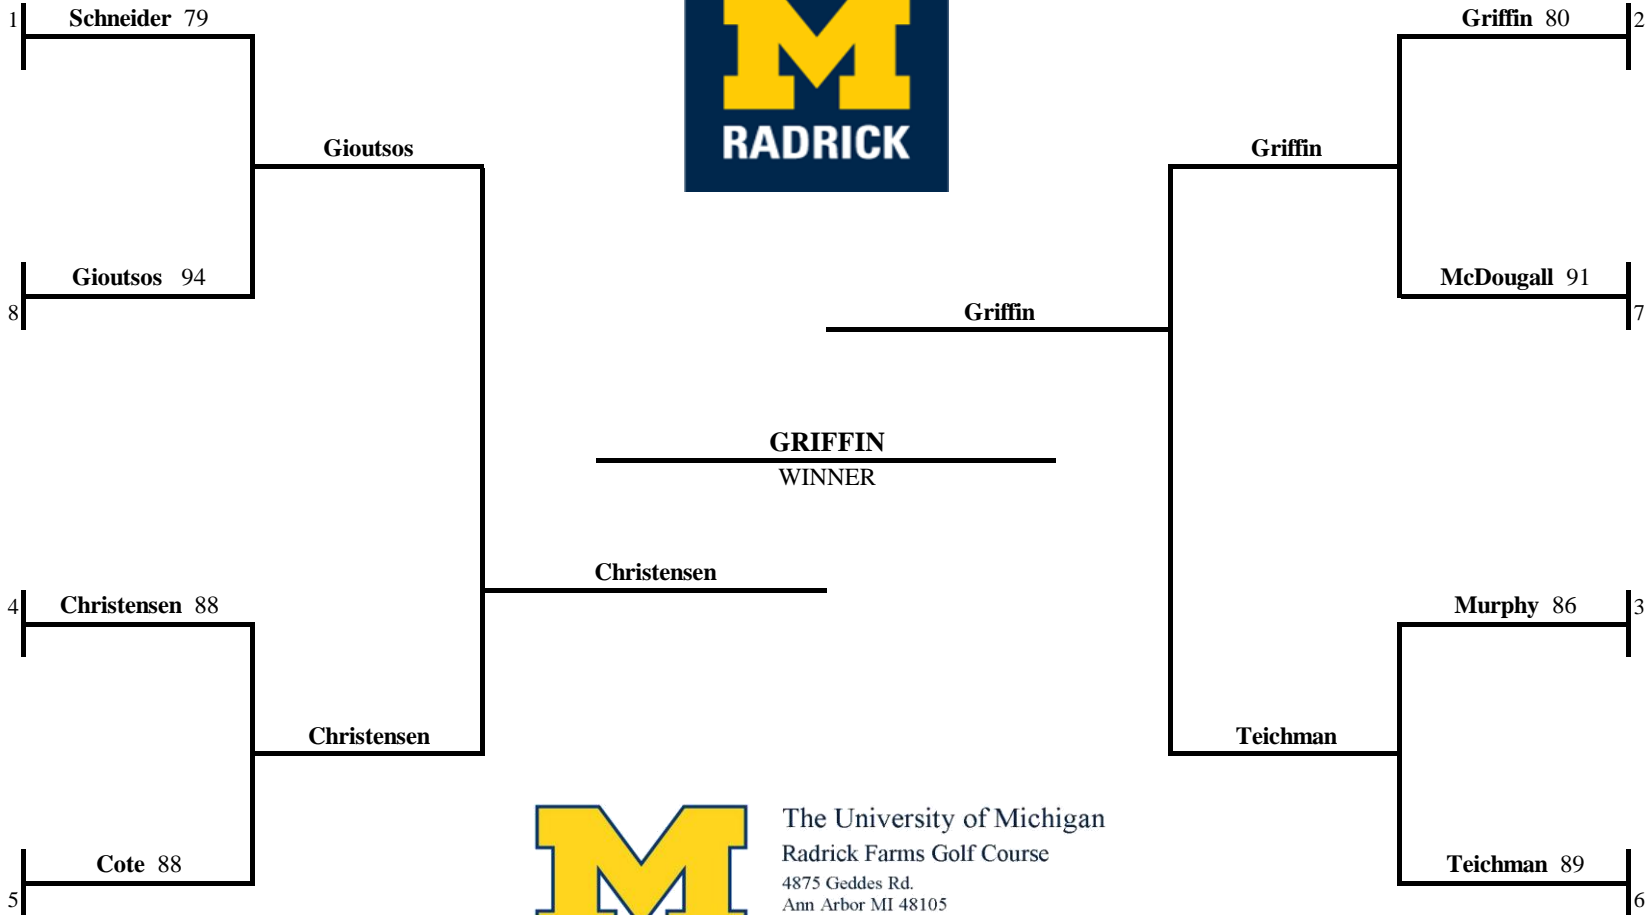 1 Schneider 79
Griffin 80 2
M
RADRICK
Gioutsos
Griffin
Gioutsos 94
8
McDougall 91
7
Griffin
GRIFFIN
WINNER
Christensen
4 Christensen 88
Murphy 86 3
Christensen
Teichman
Cote 88
5
Teichman 89
6
M
The University of Michigan
Radrick Farms Golf Course
4875 Geddes Rd.
Ann Arbor MI 48105